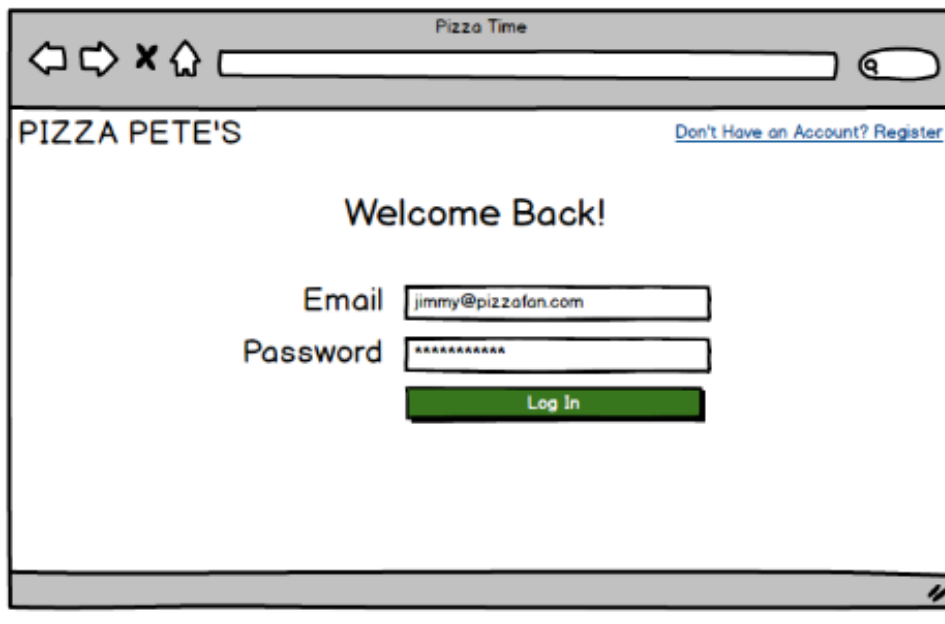 Pizza Time
PIZZA PETE'S
Don't Have an Account? Register
Welcome Back!
Email
jimmy@pizzafan.com
Password
***********
Log In